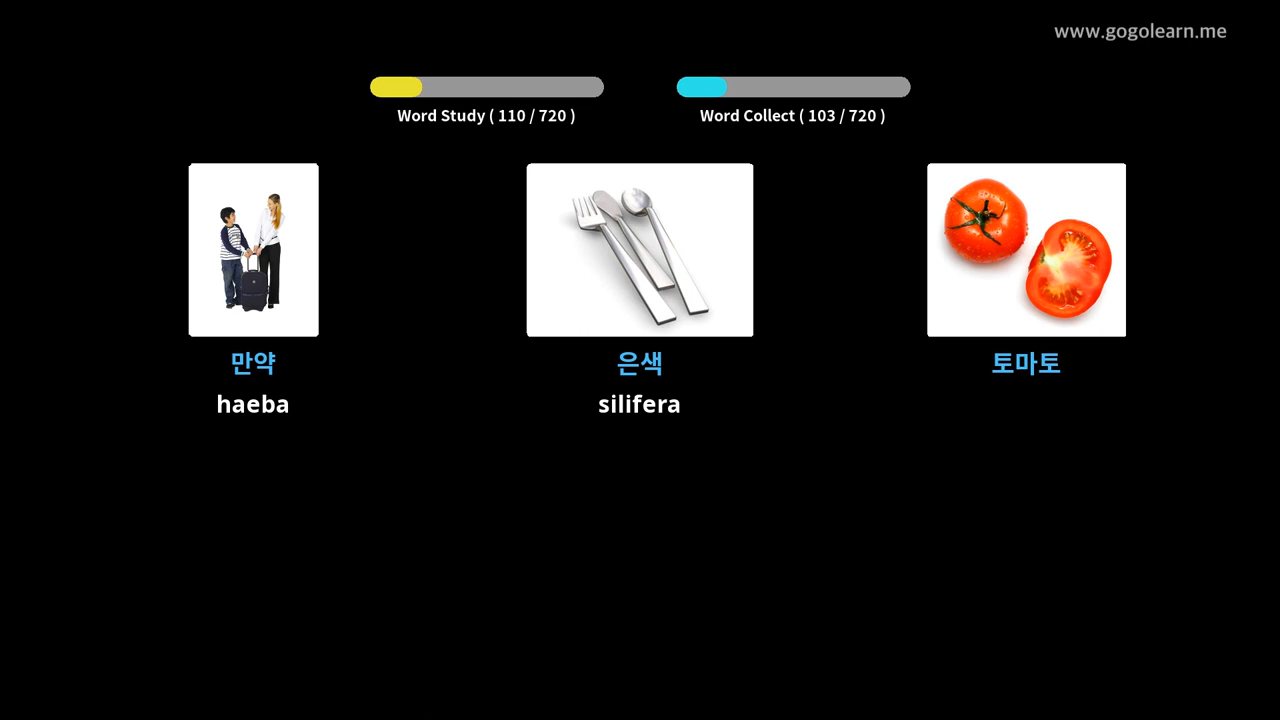 www.gogolearn.me
Word Study ( 110 / 720 )
Word Collect ( 103 / 720 )
만약
은색
토마토
haeba
silifera